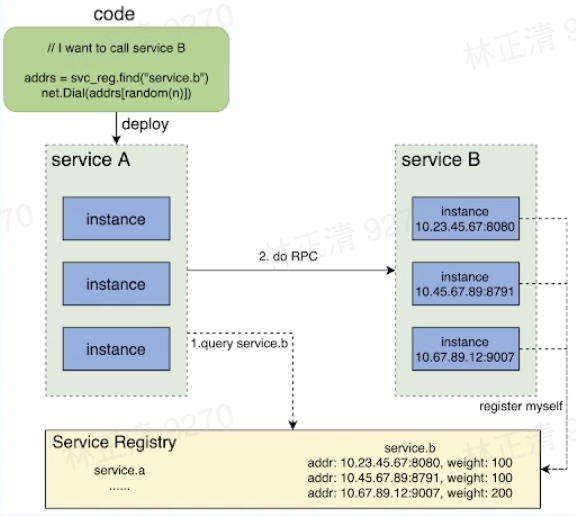 code
// I want to call service B
addrs = svc_reg.find("service.b")
net.Dial(addrs[random(n)])
deploy
service A
instance
instance
instance
service B
instance
10.23.45.67:8080
instance
10.45.67.89:8791
instance
10.67.89.12:9007
2. do RPC
1.query service.b
register myself
Service Registry
service.a
......
service.b
addr: 10.23.45.67:8080, weight: 100
addr: 10.45.67.89:8791, weight: 100
addr: 10.67.89.12:9007, weight: 200
林正清 9270
林正清 9270
9270
林正清 9270
林正清 9270
林正清 9270